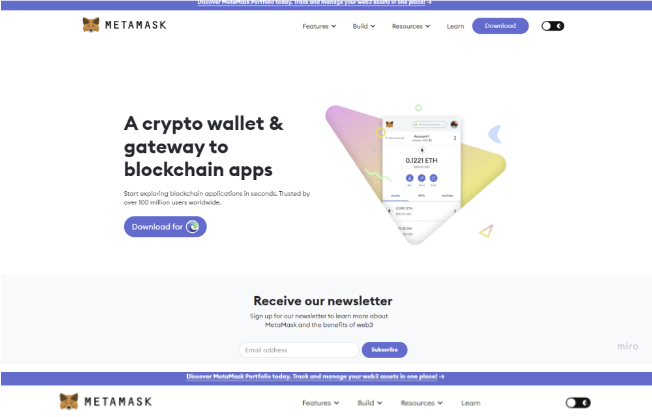 Discover MetaMask Portfolio today. Track and manage your web3 assets in one place! →
METAMASK
Features
Build
Resources
Learn
Download
A crypto wallet &
gateway to
blockchain apps
Start exploring blockchain applications in seconds. Trusted by
over 100 million users worldwide.
Download for
Account 1
0.1221 ETH
Assets
NFTs
Activity
Receive our newsletter
Sign up for our newsletter to learn more about
MetaMask and the benefits of web3
Email address
Subscribe
miro
Discover MetaMask Portfolio today. Track and manage your web3 assets in one place! →
METAMASK
Features
Build
Resources
Learn